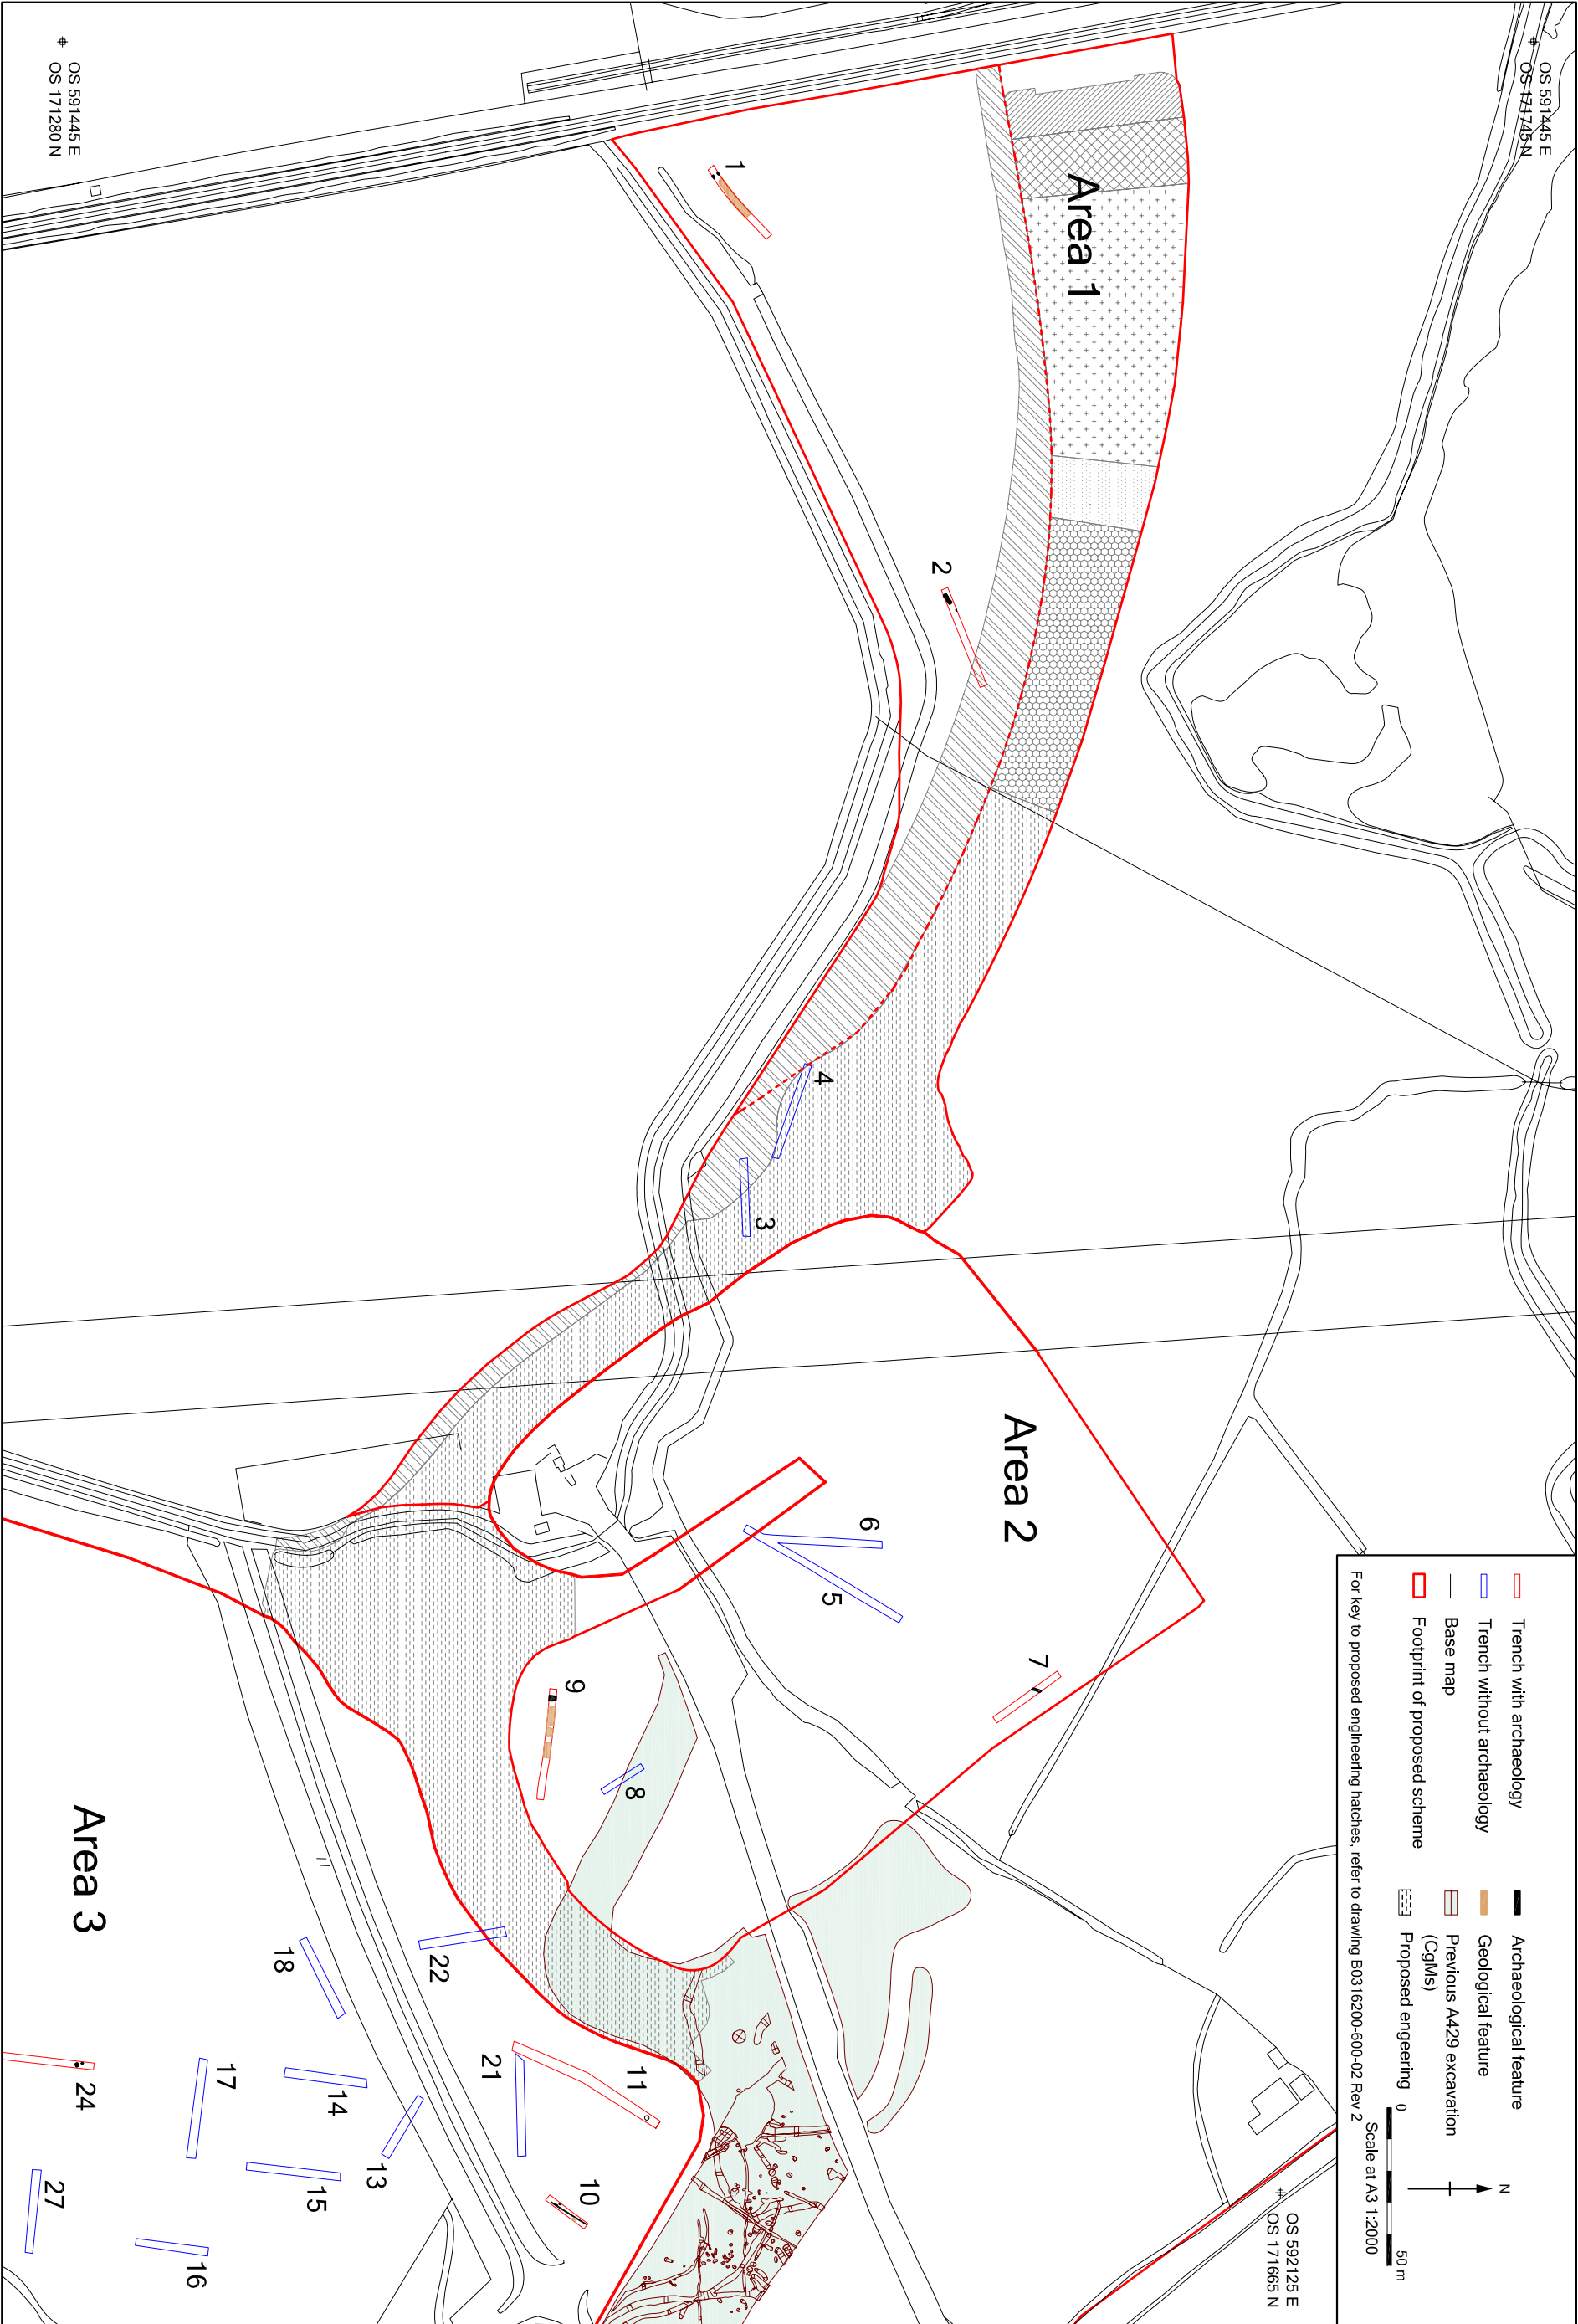 OS 591445 E
OS 171745 N
Area 1
1
2
4
3
OS 591445 E
OS 171280 N
Area 2
6
5
7
9
8
Area 3
22
18
21
11
17
14
24
13
15
10
27
16
Trench with archaeology
Trench without archaeology
Base map
Footprint of proposed scheme
Archaeological feature
Geological feature
Previous A429 excavation
(CgMs)
Proposed engeering
For key to proposed engineering hatches, refer to drawing B0316200-600-02 Rev 2
N
0
50 m
Scale at A3 1:2000
OS 592125 E
OS 171665 N